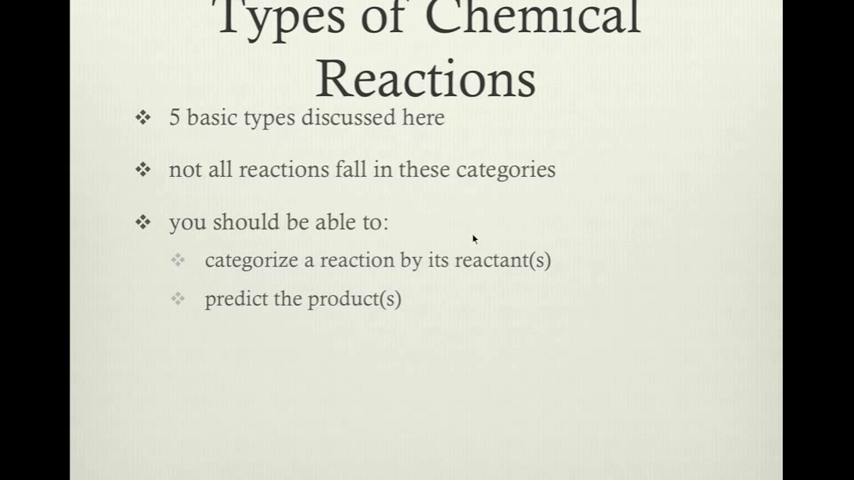 Types of Chemical
Reactions
5 basic types discussed here
not all reactions fall in these categories
you should be able to:
categorize a reaction by its reactant(s)
predict the product(s)